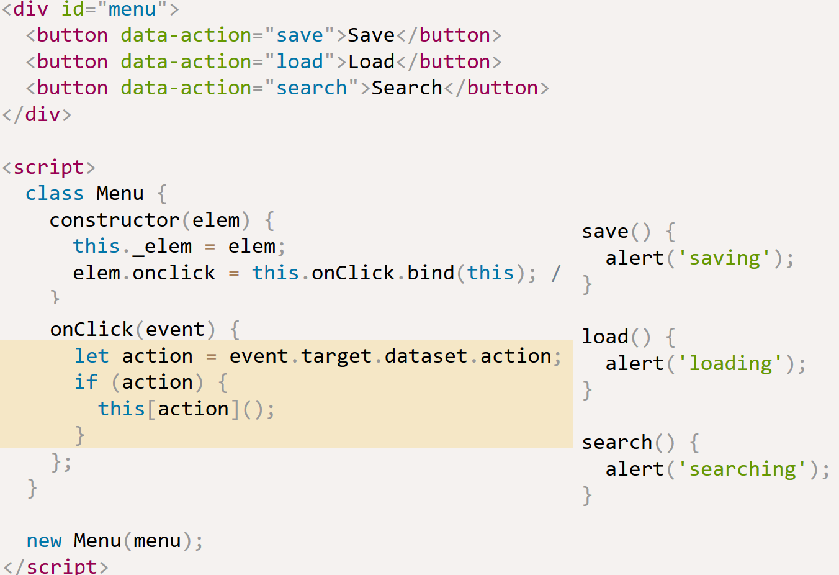 <div id="menu">
  <button data-action="save">Save</button>
  <button data-action="load">Load</button>
  <button data-action="search">Search</button>
</div>

<script>
  class Menu {
    constructor(elem) {
      this._elem = elem;
      elem.onclick = this.onClick.bind(this); /
    }
    onClick(event) {
      let action = event.target.dataset.action;
      if (action) {
        this[action]();
      }
    };
  }

  new Menu(menu);
</script>
save() {
  alert('saving');
}

load() {
  alert('loading');
}

search() {
  alert('searching');
}